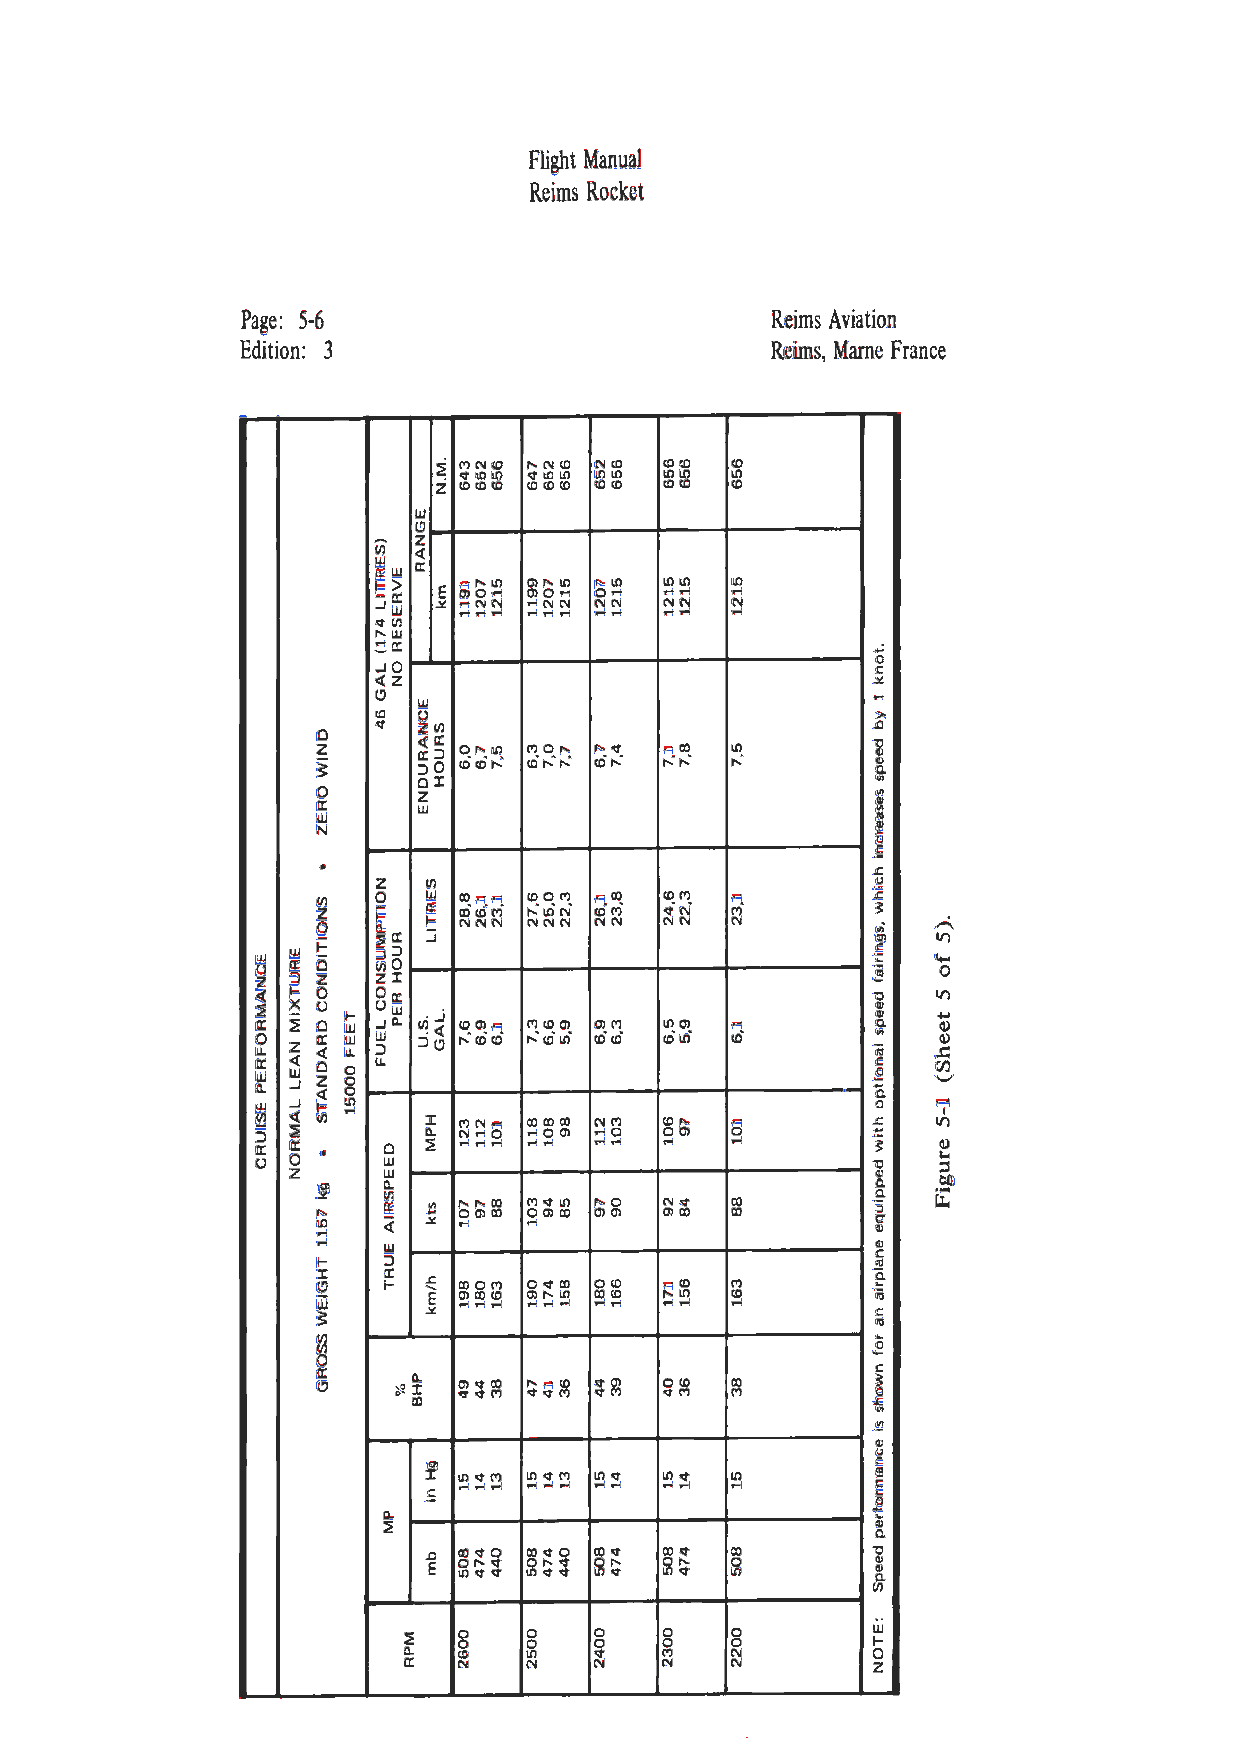 Flight Manual
Reims Rocket
Page: 5-6
Edition: 3
Reims Aviation
Reims, Marne France
CRUISE PERFORMANCE
NORMAL LEAN MIXTURE
GROSS WEIGHT 1157 kg • STANDARD CONDITIONS • ZERO WIND
15000 FEET
RPM MP % BHP TRUE AIRSPEED FUEL CONSUMPTION PER HOUR 46 GAL (174 LITRES) NO RESERVE
mb in Hg km/h kts MPH U.S. GAL. LITRES ENDURANCE HOURS RANGE
km N.M.
2600 508 15 49 198 107 123 7,6 28,8 6,0 1191 643
474 14 44 180 97 112 6,9 26,1 6,7 1207 652
440 13 38 163 88 101 6,1 23,1 7,5 1215 656
2500 508 15 47 190 103 118 7,3 27,6 6,3 1199 647
474 14 41 174 94 108 6,6 25,0 7,0 1207 652
440 13 36 158 85 98 5,9 22,3 7,7 1215 656
2400 508 15 44 180 97 112 6,9 26,1 6,7 1207 652
474 14 39 166 90 103 6,3 23,8 7,4 1215 656
2300 508 15 40 171 92 106 6,5 24,6 7,1 1215 656
474 14 36 156 84 97 5,9 22,3 7,8 1215 656
2200 508 15 38 163 88 101 6,1 23,1 7,5 1215 656
NOTE: Speed performance is shown for an airplane equipped with optional speed fairings, which increases speed by 1 knot.
Figure 5-1 (Sheet 5 of 5).